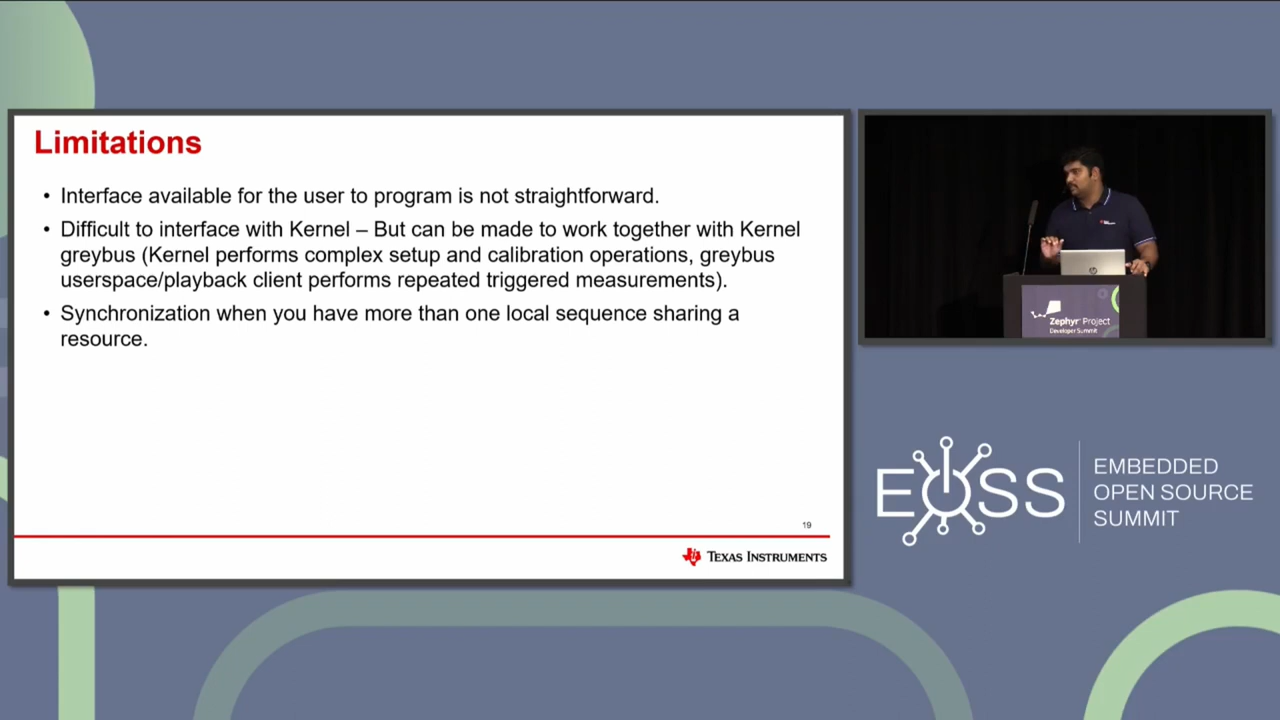 Limitations
• Interface available for the user to program is not straightforward.
• Difficult to interface with Kernel – But can be made to work together with Kernel
greybus (Kernel performs complex setup and calibration operations, greybus
userspace/playback client performs repeated triggered measurements).
• Synchronization when you have more than one local sequence sharing a
resource.
19
TEXAS INSTRUMENTS
Zephyr Project
Developer Summit
EOSS
EMBEDDED
OPEN SOURCE
SUMMIT